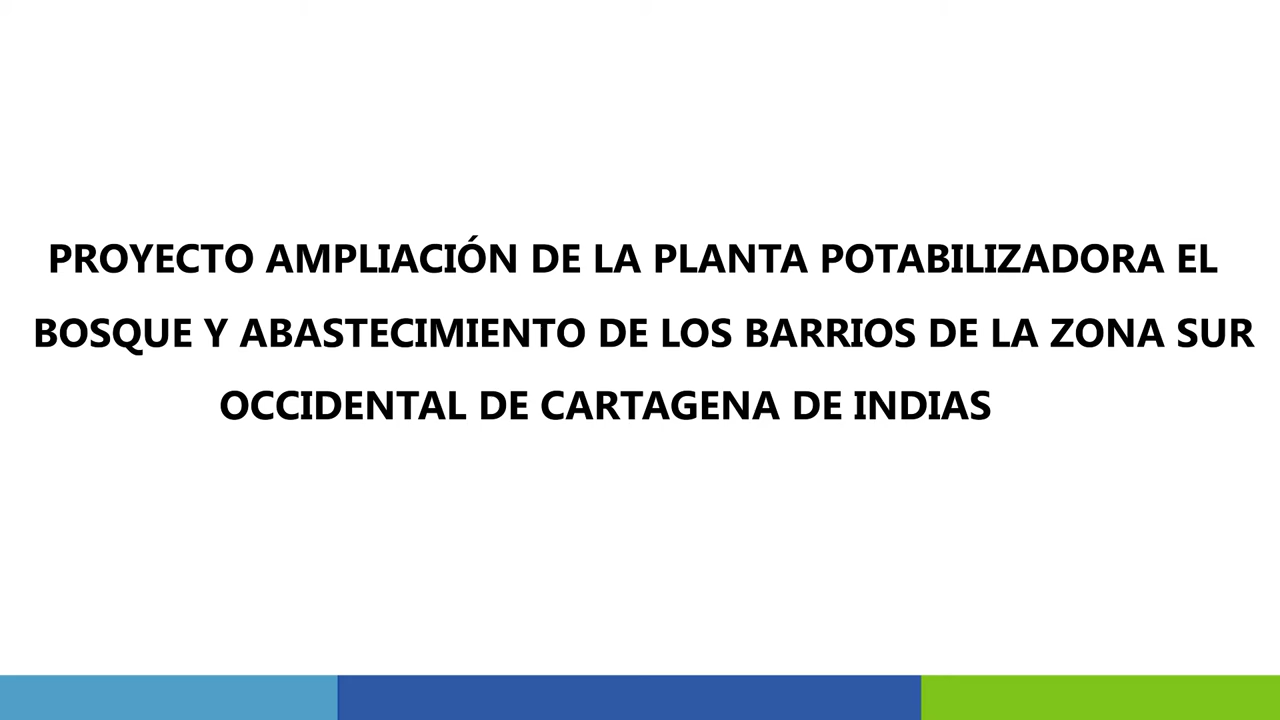 PROYECTO AMPLIACIÓN DE LA PLANTA POTABILIZADORA EL
BOSQUE Y ABASTECIMIENTO DE LOS BARRIOS DE LA ZONA SUR
OCCIDENTAL DE CARTAGENA DE INDIAS